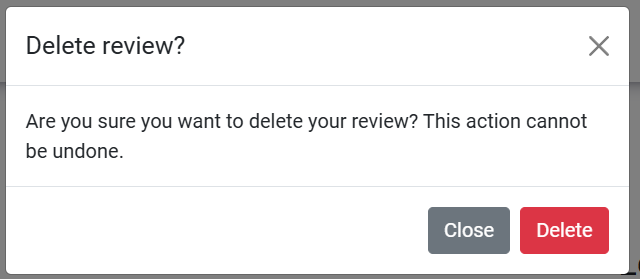 Delete review?
Are you sure you want to delete your review? This action cannot
be undone.
Close
Delete